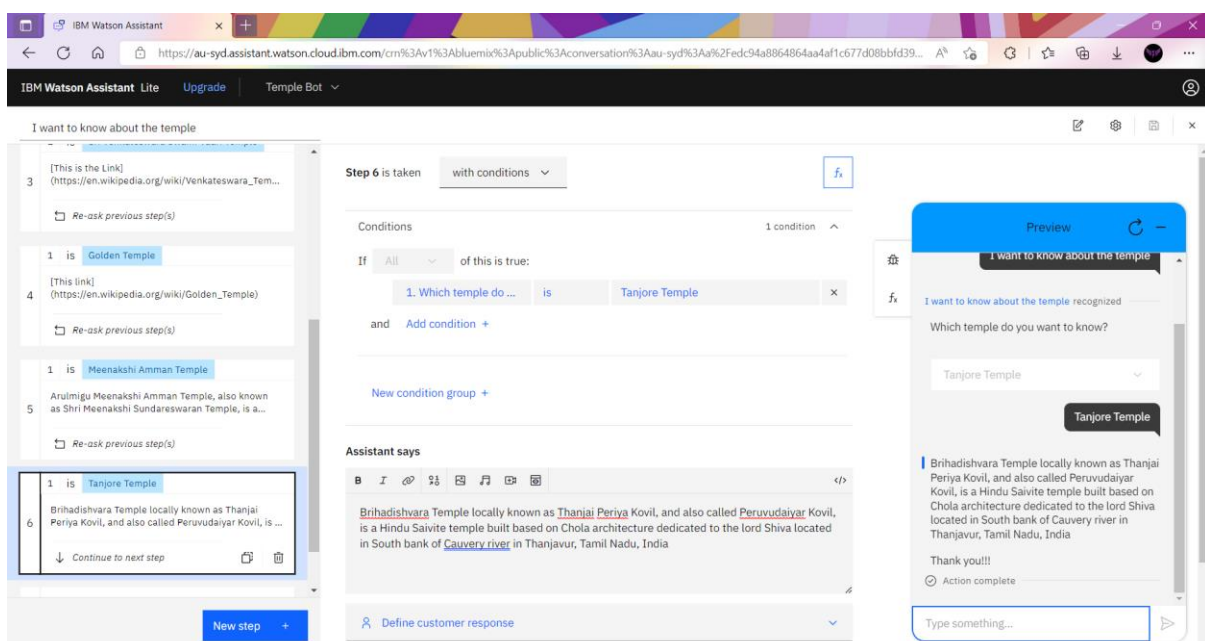 IBM Watson Assistant
https://au-syd.assistant.watson.cloud.ibm.com/crn%3Av1%3Abluemix%3Apublic%3Aconversation%3Aau-syd%3Aa%2Fedc94a8864864aa4af1c677d08bbfd39...
IBM Watson Assistant Lite Upgrade Temple Bot
I want to know about the temple
[This is the Link]
3 (https://en.wikipedia.org/wiki/Venkateswara_Tem...
Re-ask previous step(s)
1 is Golden Temple
[This link]
4 (https://en.wikipedia.org/wiki/Golden_Temple)
Re-ask previous step(s)
1 is Meenakshi Amman Temple
Arulmigu Meenakshi Amman Temple, also known
5 as Shri Meenakshi Sundareswaran Temple, is a...
Re-ask previous step(s)
1 is Tanjore Temple
Brihadishvara Temple locally known as Thanjai
6 Periya Kovil, and also called Peruvudaiyar Kovil, is ...
Continue to next step
New step +
Step 6 is taken with conditions
fx
Conditions 1 condition
If All of this is true:
1. Which temple do ... is Tanjore Temple ×
and Add condition +
New condition group +
Assistant says
B I </>
Brihadishvara Temple locally known as Thanjai Periya Kovil, and also called Peruvudaiyar Kovil,
is a Hindu Saivite temple built based on Chola architecture dedicated to the lord Shiva located
in South bank of Cauvery river in Thanjavur, Tamil Nadu, India
Define customer response
fx
Preview
I want to know about the temple
I want to know about the temple recognized
Which temple do you want to know?
Tanjore Temple
Tanjore Temple
Brihadishvara Temple locally known as Thanjai
Periya Kovil, and also called Peruvudaiyar
Kovil, is a Hindu Saivite temple built based on
Chola architecture dedicated to the lord Shiva
located in South bank of Cauvery river in
Thanjavur, Tamil Nadu, India
Thank you!!!
Action complete
Type something...